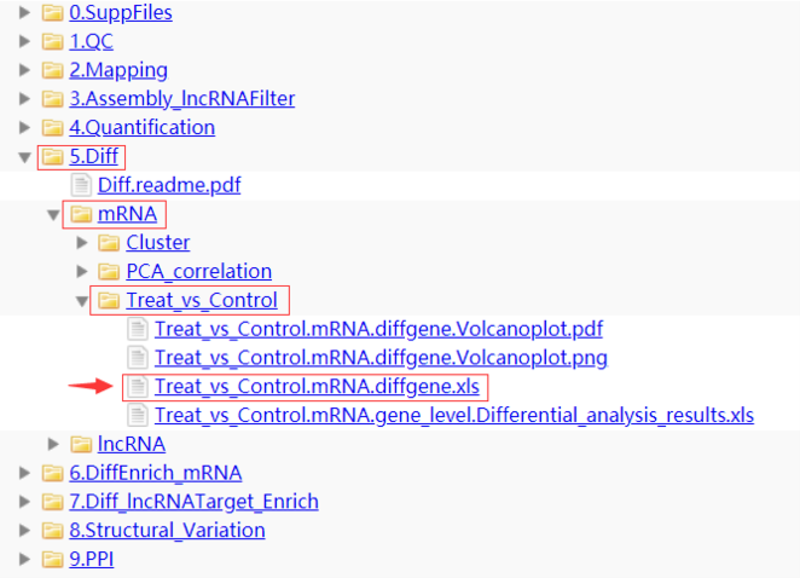 0.SuppFiles
1.QC
2.Mapping
3.Assembly_lncRNAFilter
4.Quantification
5.Diff
Diff.readme.pdf
mRNA
Cluster
PCA_correlation
Treat_vs_Control
Treat_vs_Control.mRNA.diffgene.Volcanoplot.pdf
Treat_vs_Control.mRNA.diffgene.Volcanoplot.png
Treat_vs_Control.mRNA.diffgene.xls
Treat_vs_Control.mRNA.gene_level.Differential_analysis_results.xls
lncRNA
6.DiffEnrich_mRNA
7.Diff_lncRNATarget_Enrich
8.Structural_Variation
9.PPI